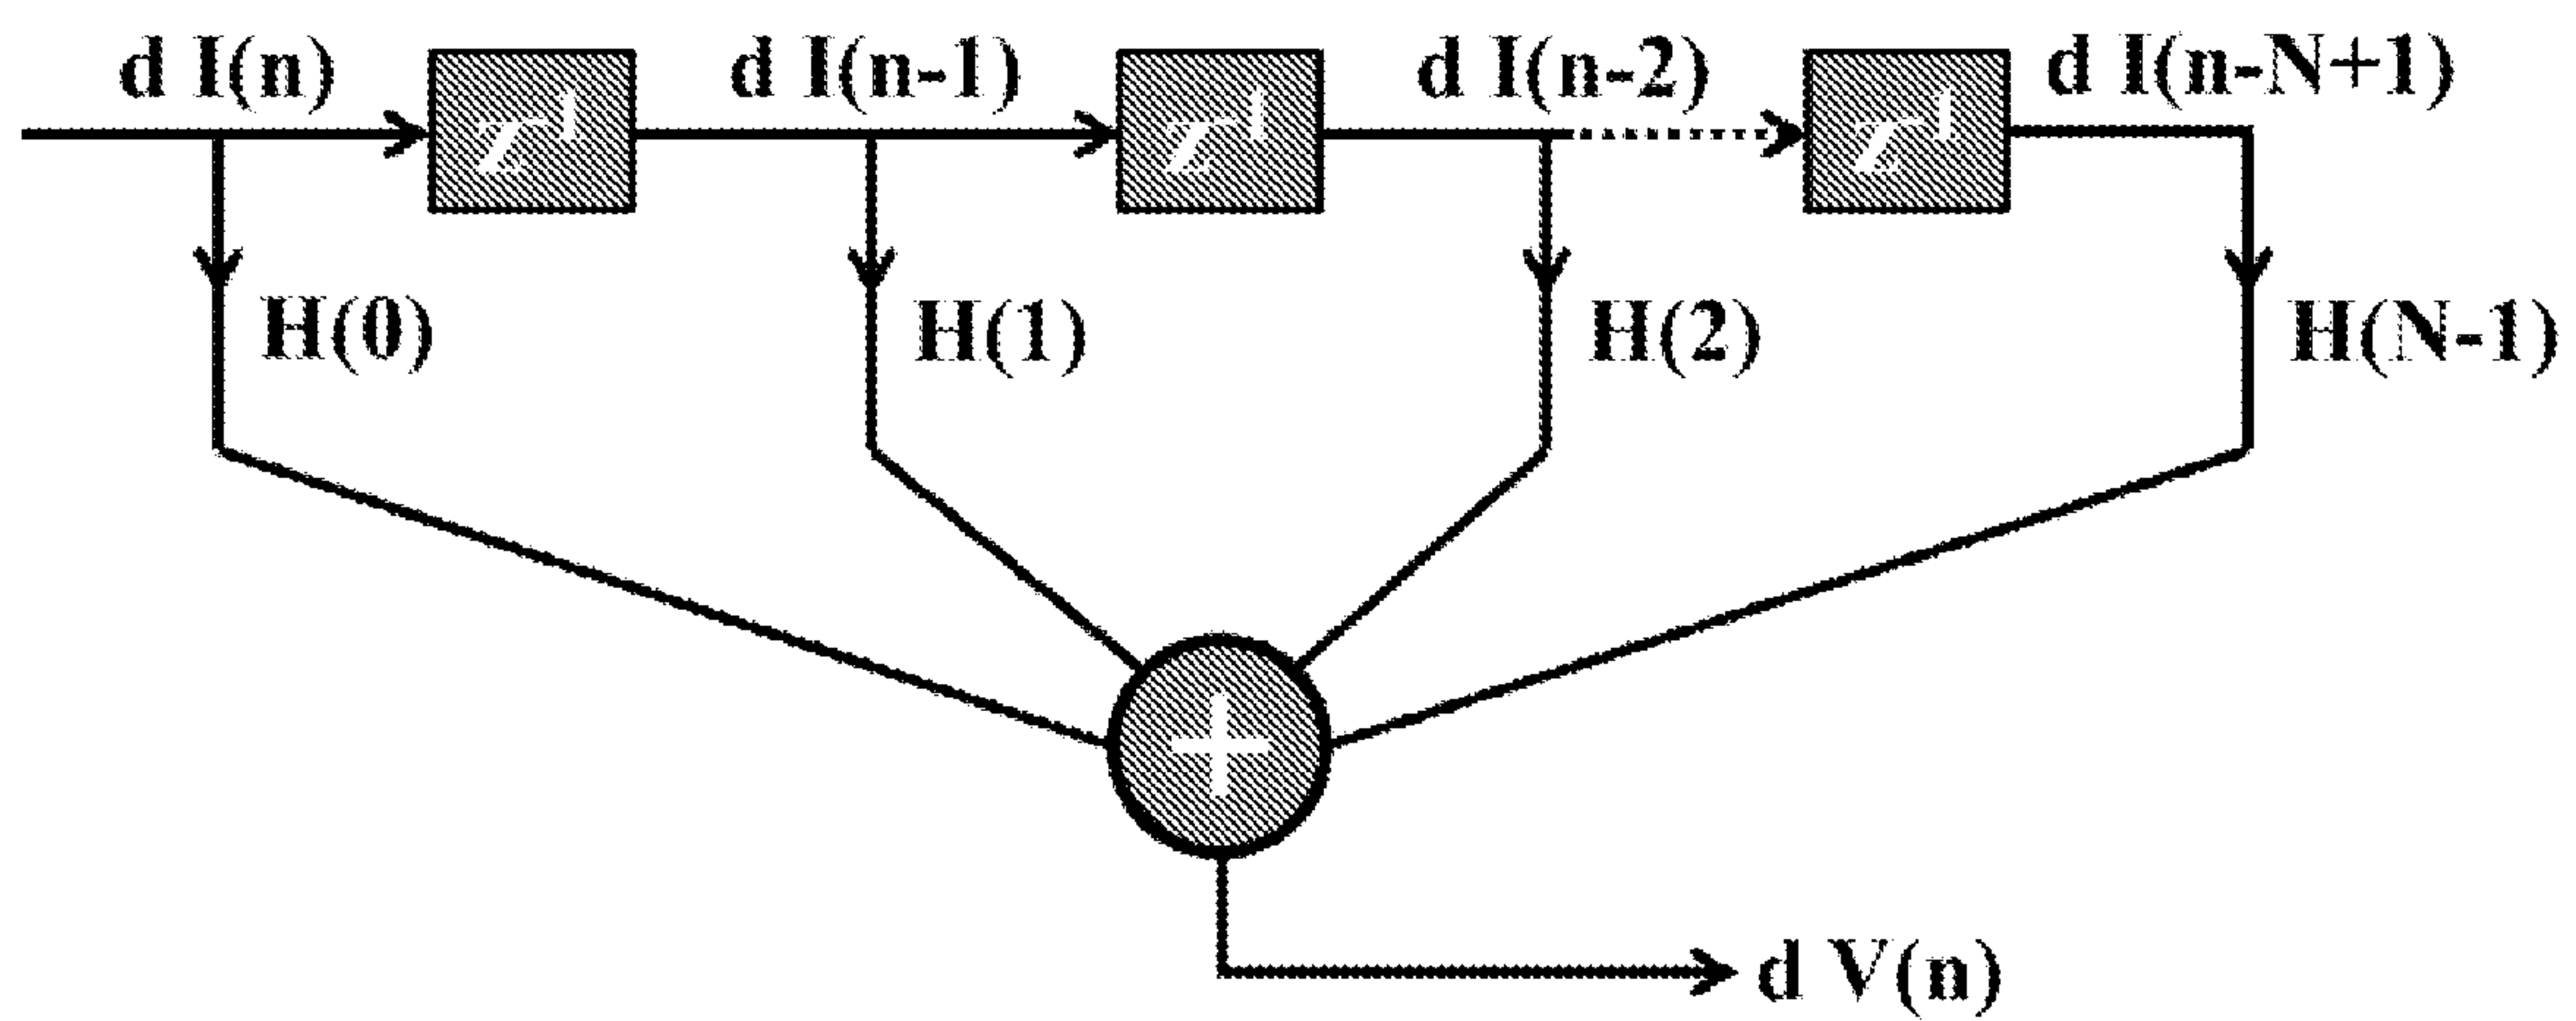 d I(n)
d I(n-1)
d I(n-2)
d I(n-N+1)
Z⁻¹
Z⁻¹
Z⁻¹
H(0)
H(1)
H(2)
H(N-1)
+
d V(n)